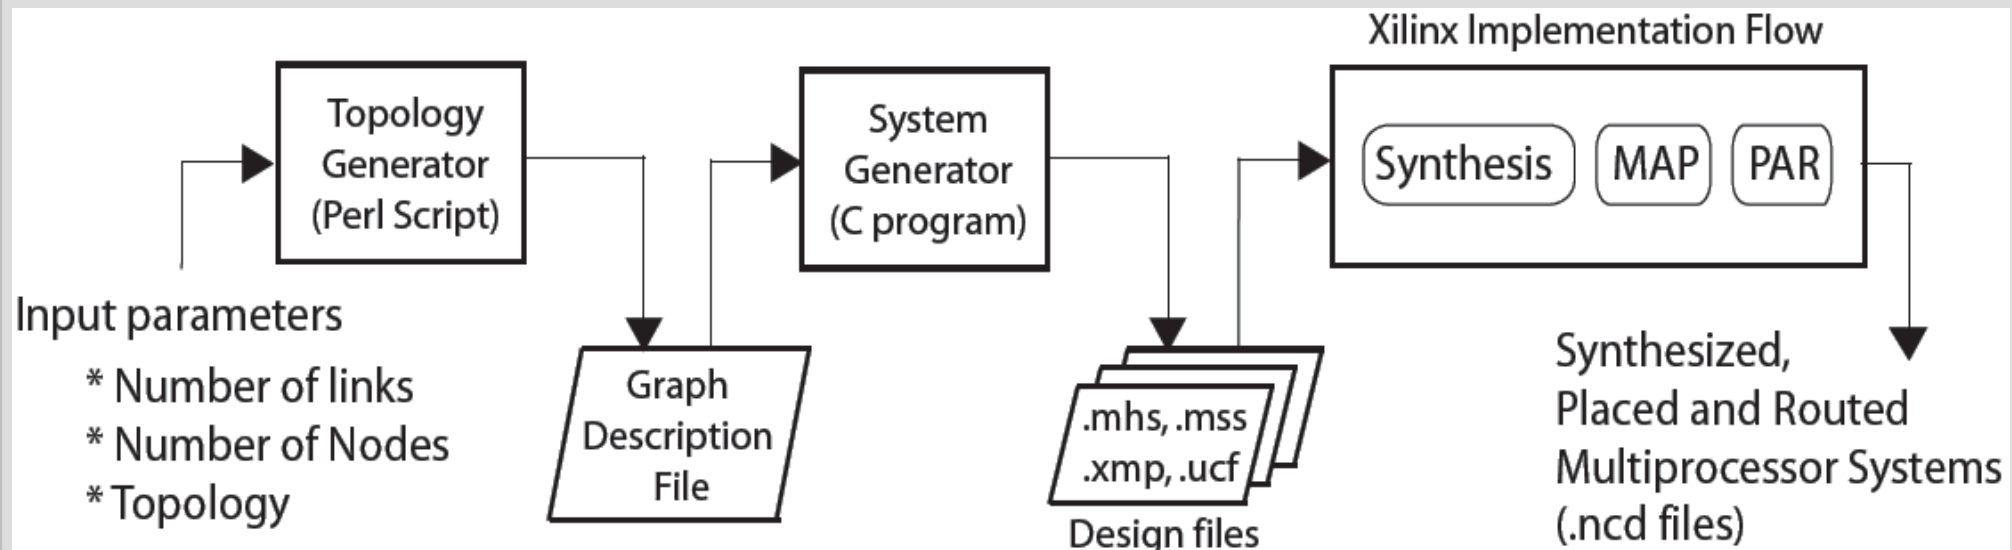 Xilinx Implementation Flow
Topology
Generator
(Perl Script)
System
Generator
(C program)
Synthesis
MAP
PAR
Input parameters
* Number of links
* Number of Nodes
* Topology
Graph
Description
File
.mhs, .mss
.xmp, .ucf
Design files
Synthesized,
Placed and Routed
Multiprocessor Systems
(.ncd files)